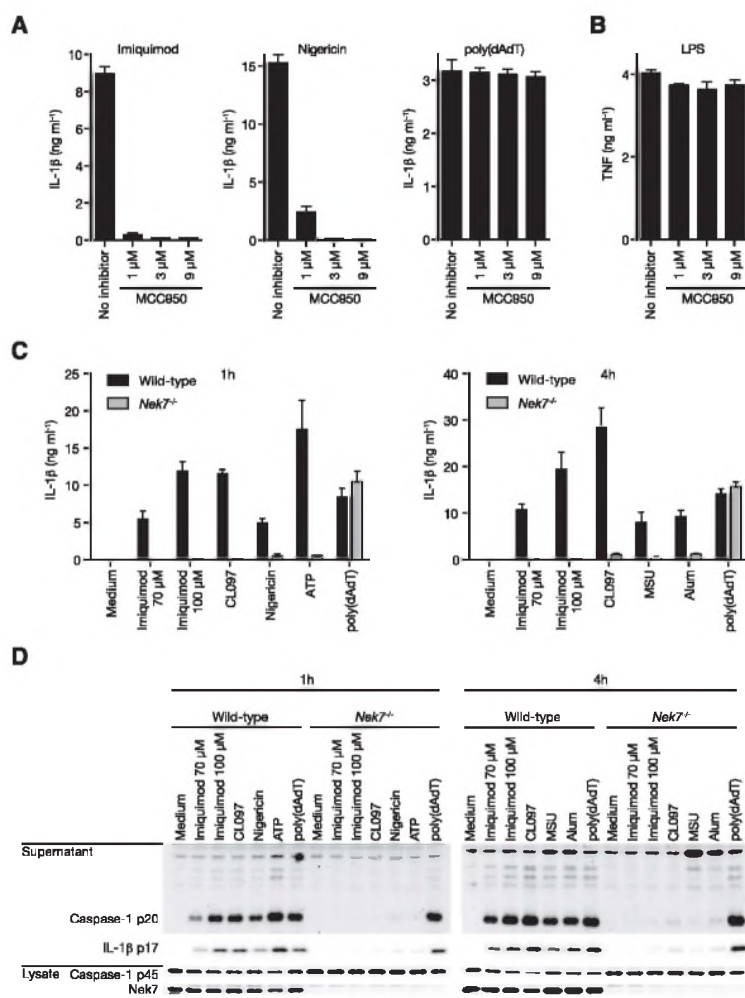 A
Imiquimod
IL-1β (ng ml⁻¹)
10
8
6
4
2
0
No inhibitor
1 µM
3 µM
9 µM
MCC950
Nigericin
IL-1β (ng ml⁻¹)
15
10
5
0
No inhibitor
1 µM
3 µM
9 µM
MCC950
poly(dAdT)
IL-1β (ng ml⁻¹)
3
2
1
0
No inhibitor
1 µM
3 µM
9 µM
MCC950
B
LPS
TNF (ng ml⁻¹)
4
2
0
No inhibitor
1 µM
3 µM
9 µM
MCC950
C
1h
Wild-type
Nek7⁻/⁻
IL-1β (ng ml⁻¹)
25
20
15
10
5
0
Medium
Imiquimod
70 µM
Imiquimod
100 µM
CL097
Nigericin
ATP
poly(dAdT)
4h
Wild-type
Nek7⁻/⁻
IL-1β (ng ml⁻¹)
40
30
20
10
0
Medium
Imiquimod
70 µM
Imiquimod
100 µM
CL097
MSU
Alum
poly(dAdT)
D
1h
4h
Wild-type
Nek7⁻/⁻
Wild-type
Nek7⁻/⁻
Medium
Imiquimod 70 µM
Imiquimod 100 µM
CL097
Nigericin
ATP
poly(dAdT)
Medium
Imiquimod 70 µM
Imiquimod 100 µM
CL097
Nigericin
ATP
poly(dAdT)
Medium
Imiquimod 70 µM
Imiquimod 100 µM
CL097
MSU
Alum
poly(dAdT)
Medium
Imiquimod 70 µM
Imiquimod 100 µM
CL097
MSU
Alum
poly(dAdT)
Supernatant
Caspase-1 p20
IL-1β p17
Lysate Caspase-1 p45
Nek7